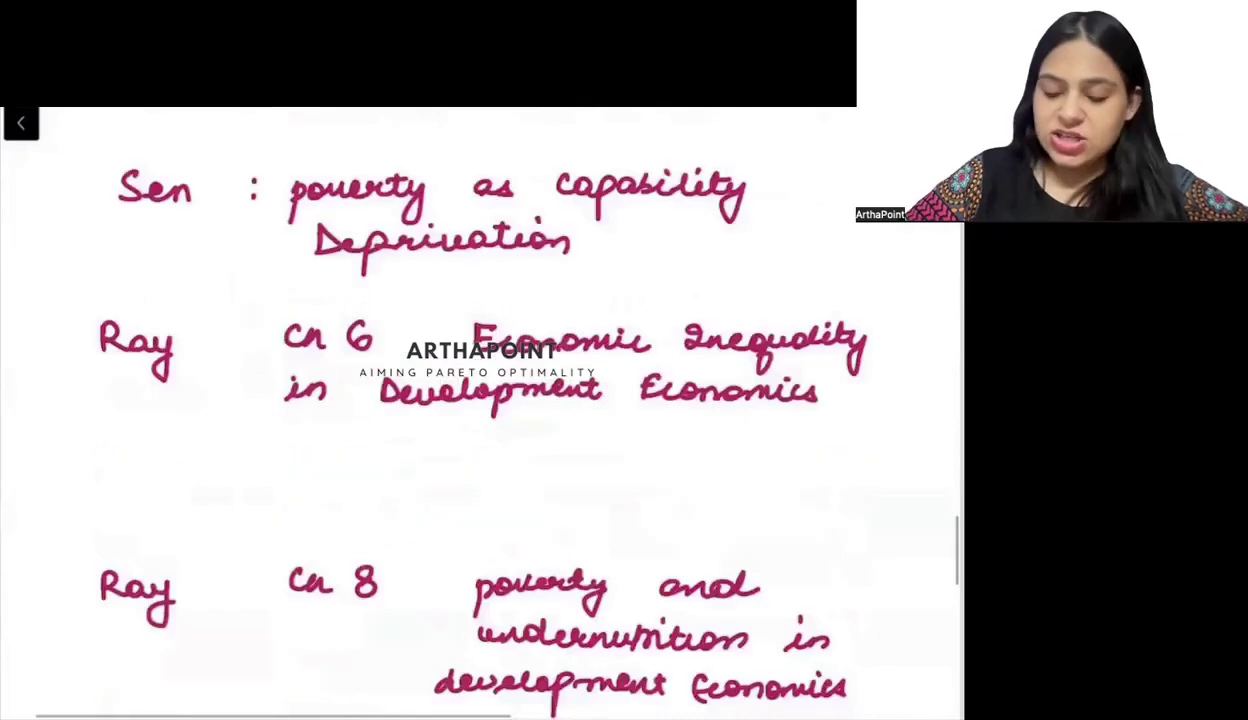 ArthaPoint
Sen : poverty as capability
Deprivation
Ray Ch 6 Economic Inequality
ARTHAPOINT
AIMING PARETO OPTIMALITY
in Development Economics
Ray Ch 8 poverty and
undernutrition in
development Economics